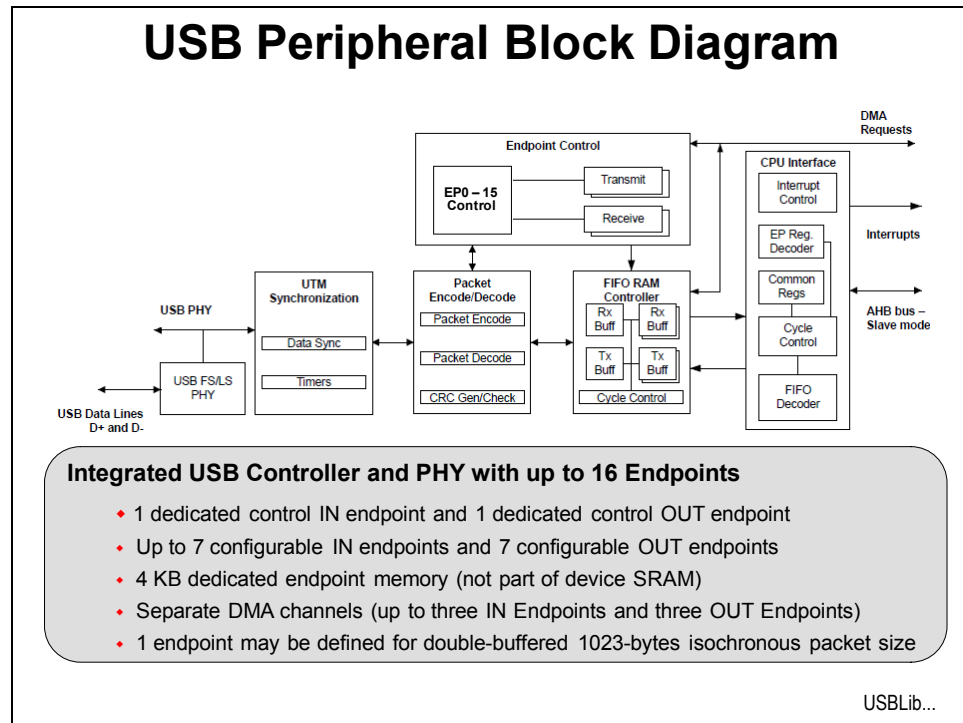 USB Peripheral Block Diagram
DMA
Requests
Endpoint Control
EP0 – 15
Control
Transmit
Receive
CPU Interface
Interrupt
Control
EP Reg.
Decoder
Common
Regs
Cycle
Control
FIFO
Decoder
Interrupts
AHB bus –
Slave mode
UTM
Synchronization
Data Sync
Timers
Packet
Encode/Decode
Packet Encode
Packet Decode
CRC Gen/Check
FIFO RAM
Controller
Rx
Buff
Rx
Buff
Tx
Buff
Tx
Buff
Cycle Control
USB PHY
USB FS/LS
PHY
USB Data Lines
D+ and D-
Integrated USB Controller and PHY with up to 16 Endpoints
1 dedicated control IN endpoint and 1 dedicated control OUT endpoint
Up to 7 configurable IN endpoints and 7 configurable OUT endpoints
4 KB dedicated endpoint memory (not part of device SRAM)
Separate DMA channels (up to three IN Endpoints and three OUT Endpoints)
1 endpoint may be defined for double-buffered 1023-bytes isochronous packet size
USBLib...